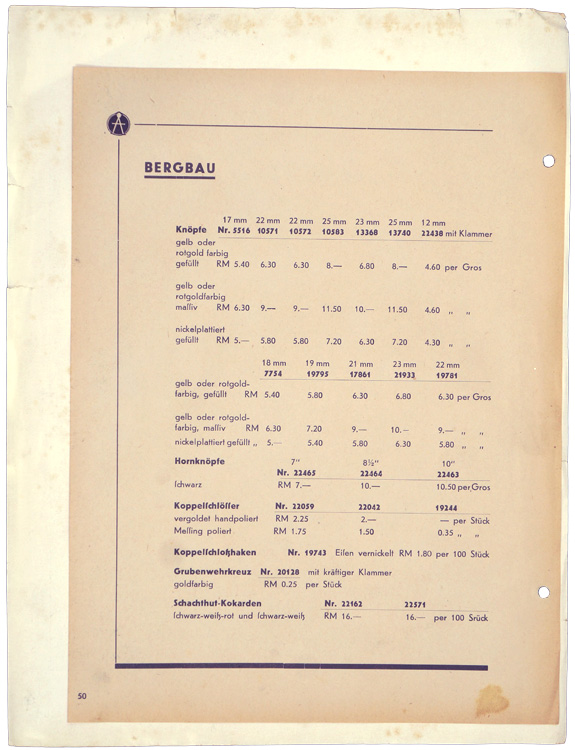 A
BERGBAU
17 mm 22 mm 22 mm 25 mm 23 mm 25 mm 12 mm
Knöpfe Nr. 5516 10571 10572 10583 13368 13740 22438 mit Klammer
gelb oder
rotgold farbig
gefüllt RM 5.40 6.30 6.30 8.— 6.80 8.— 4.60 per Gros
gelb oder
rotgoldfarbig
maſſiv RM 6.30 9.— 9.— 11.50 10.— 11.50 4.60 „ „
nickelplattiert
gefüllt RM 5.— 5.80 5.80 7.20 6.30 7.20 4.30 „ „
18 mm 19 mm 21 mm 23 mm 22 mm
7754 19795 17861 21933 19781
gelb oder rotgold-
farbig, gefüllt RM 5.40 5.80 6.30 6.80 6.30 per Gros
gelb oder rotgold-
farbig, maſſiv RM 6.30 7.20 9.— 10.– 9.— „ „
nickelplattiert gefüllt „ 5.— 5.40 5.80 6.30 5.80 „ „
Hornknöpfe 7" 8½" 10"
Nr. 22465 22464 22463
ſchwarz RM 7.— 10.— 10.50 per Gros
Koppelſchlöſſer Nr. 22059 22042 19244
vergoldet handpoliert RM 2.25 2.— — per Stück
Meſſing poliert RM 1.75 1.50 0.35 „ „
Koppelſchloßhaken Nr. 19743 Eiſen vernickelt RM 1.80 per 100 Stück
Grubenwehrkreuz Nr. 20128 mit kräftiger Klammer
goldfarbig RM 0.25 per Stück
Schachthut-Kokarden Nr. 22162 22571
ſchwarz-weiß-rot und ſchwarz-weiß RM 16.— 16.— per 100 Srück
50